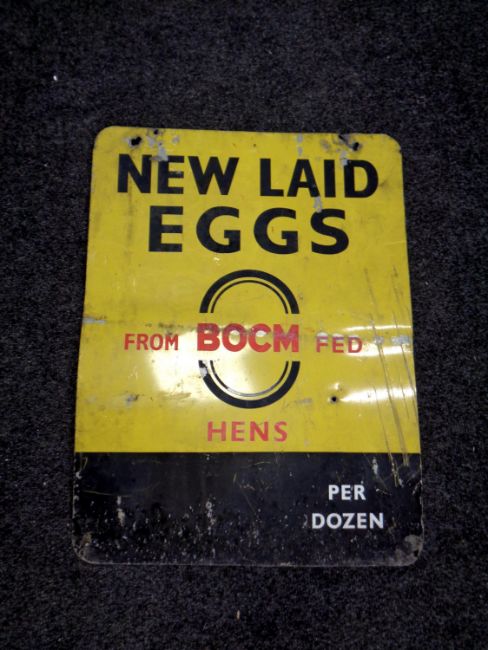 NEW LAID
EGGS
FROM BOCM FED
HENS
PER
DOZEN